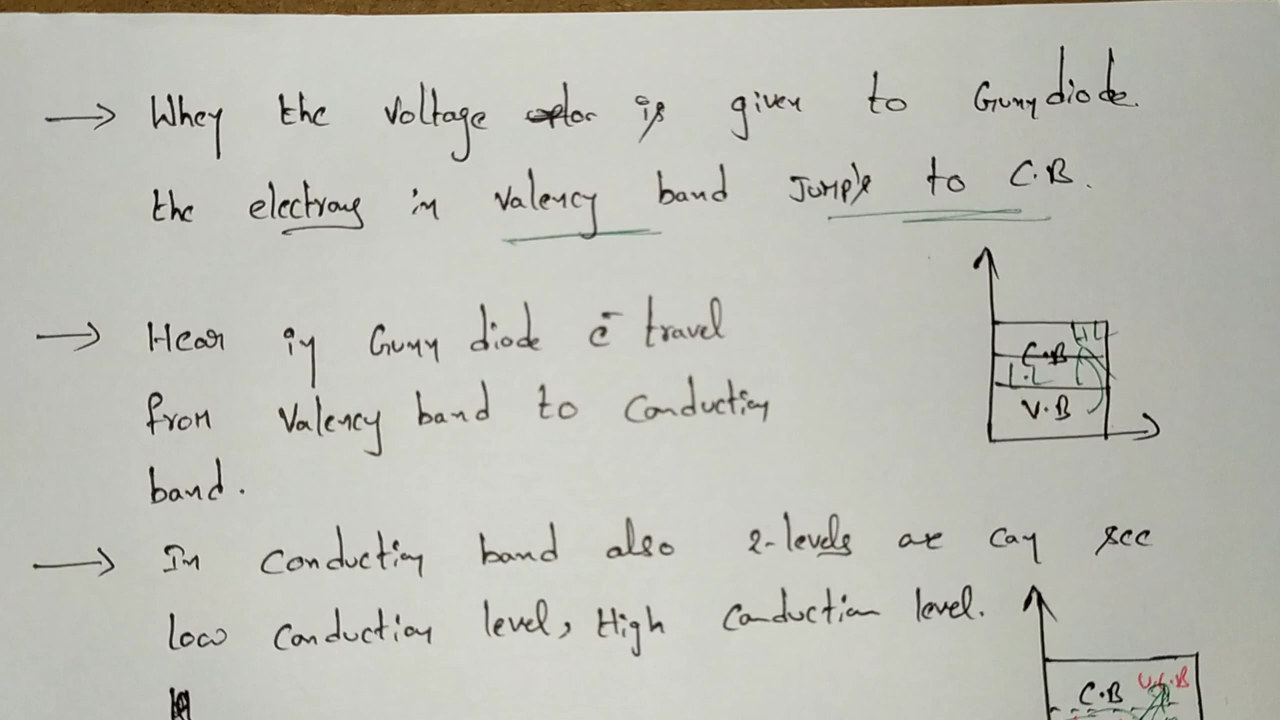 → When the voltage is given to Gunn diode.
the electrons in valency band Jumps to C.B.
→ Hear in Gunn diode e⁻ travel
from valency band to conduction
band.
→ In conduction band also 2-levels are can see
low conduction level, High conduction level.
H.L
C.B
L.L
V.B
C.B U.C.B